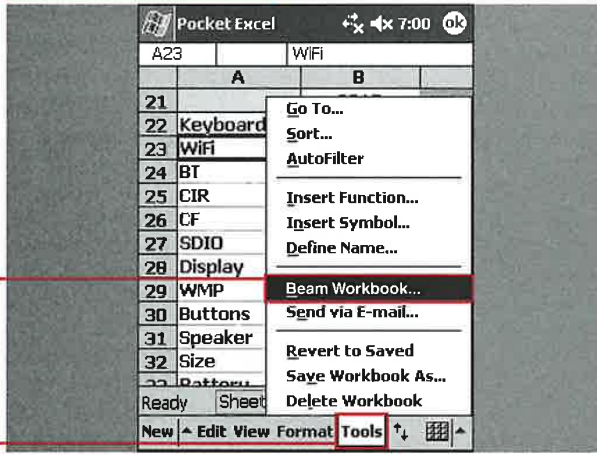 Pocket Excel 7:00 ok
A23 WiFi
A B
21
22 Keyboard
23 WiFi
24 BT
25 CIR
26 CF
27 SDIO
28 Display
29 WMP
30 Buttons
31 Speaker
32 Size
Go To...
Sort...
AutoFilter
Insert Function...
Insert Symbol...
Define Name...
Beam Workbook...
Send via E-mail...
Revert to Saved
Save Workbook As...
Delete Workbook
Ready Sheet
New Edit View Format Tools